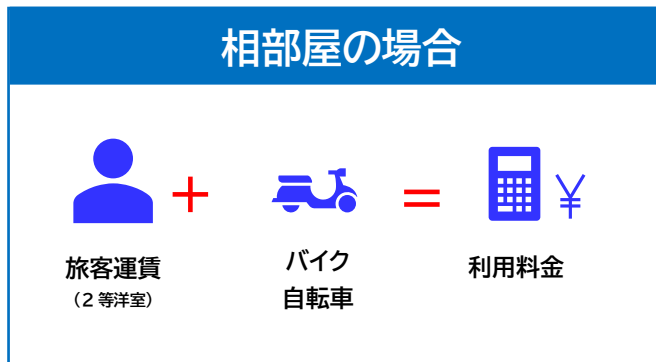 相部屋の場合
+
=
¥
旅客運賃
(2等洋室)
バイク
自転車
利用料金